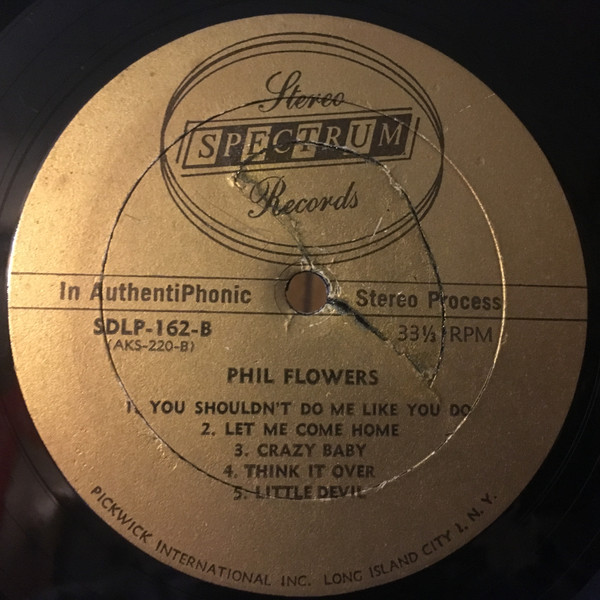 Stereo
SPECTRUM
Records
In AuthentiPhonic Stereo Process
SDLP-162-B 33⅓ RPM
(AKS-220-B)
PHIL FLOWERS
1. YOU SHOULDN'T DO ME LIKE YOU DO
2. LET ME COME HOME
3. CRAZY BABY
4. THINK IT OVER
5. LITTLE DEVIL
PICKWICK INTERNATIONAL INC. LONG ISLAND CITY 1, N. Y.